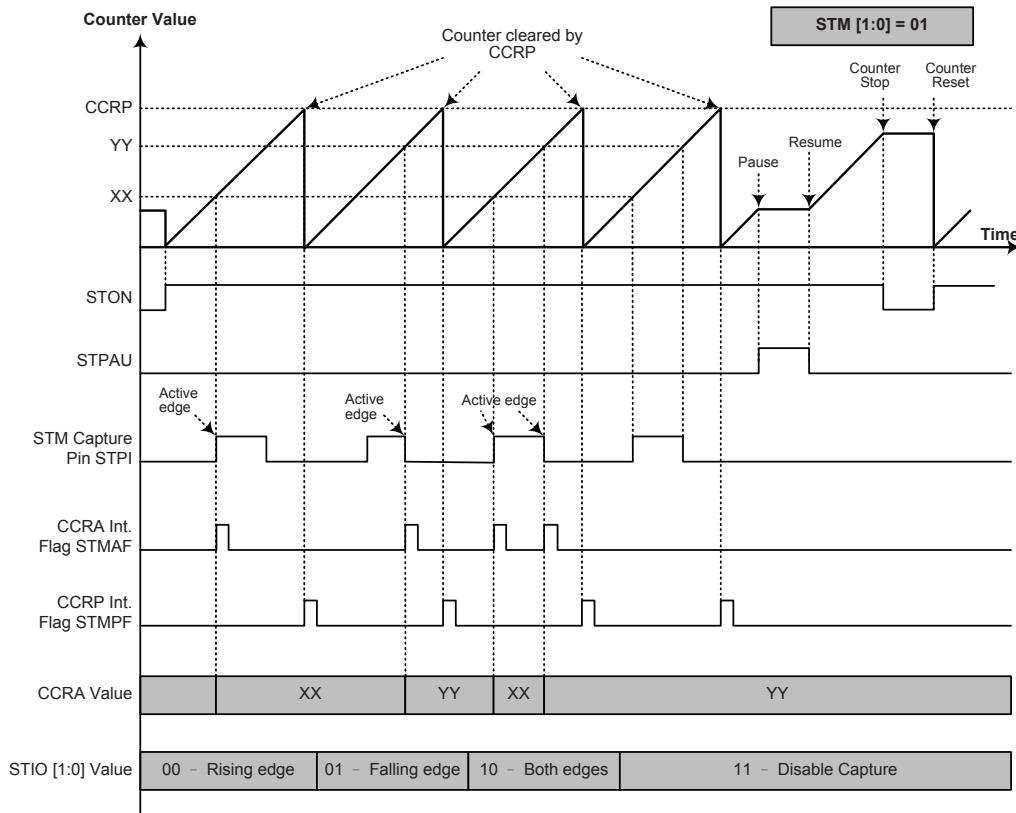 Counter Value
STM [1:0] = 01
Counter cleared by
CCRP
Counter
Stop
Counter
Reset
CCRP
YY
XX
Pause
Resume
Time
STON
STPAU
Active
edge
Active
edge
Active edge
STM Capture
Pin STPI
CCRA Int.
Flag STMAF
CCRP Int.
Flag STMPF
CCRA Value
XX
YY
XX
YY
STIO [1:0] Value
00 - Rising edge
01 - Falling edge
10 - Both edges
11 - Disable Capture